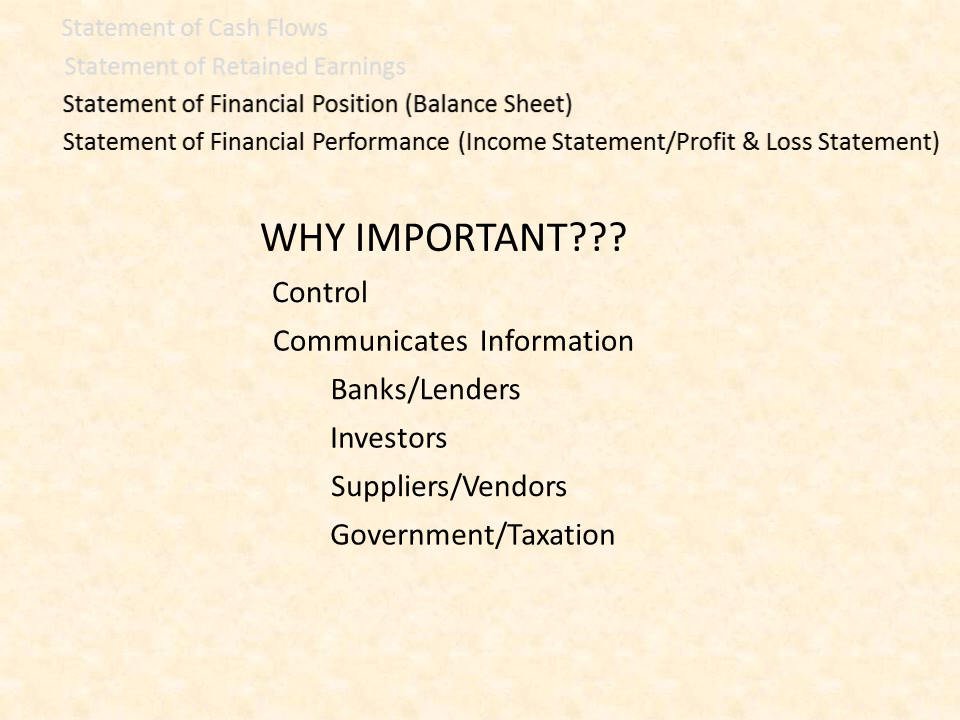 Statement of Cash Flows
Statement of Retained Earnings
Statement of Financial Position (Balance Sheet)
Statement of Financial Performance (Income Statement/Profit & Loss Statement)
WHY IMPORTANT???
Control
Communicates Information
Banks/Lenders
Investors
Suppliers/Vendors
Government/Taxation